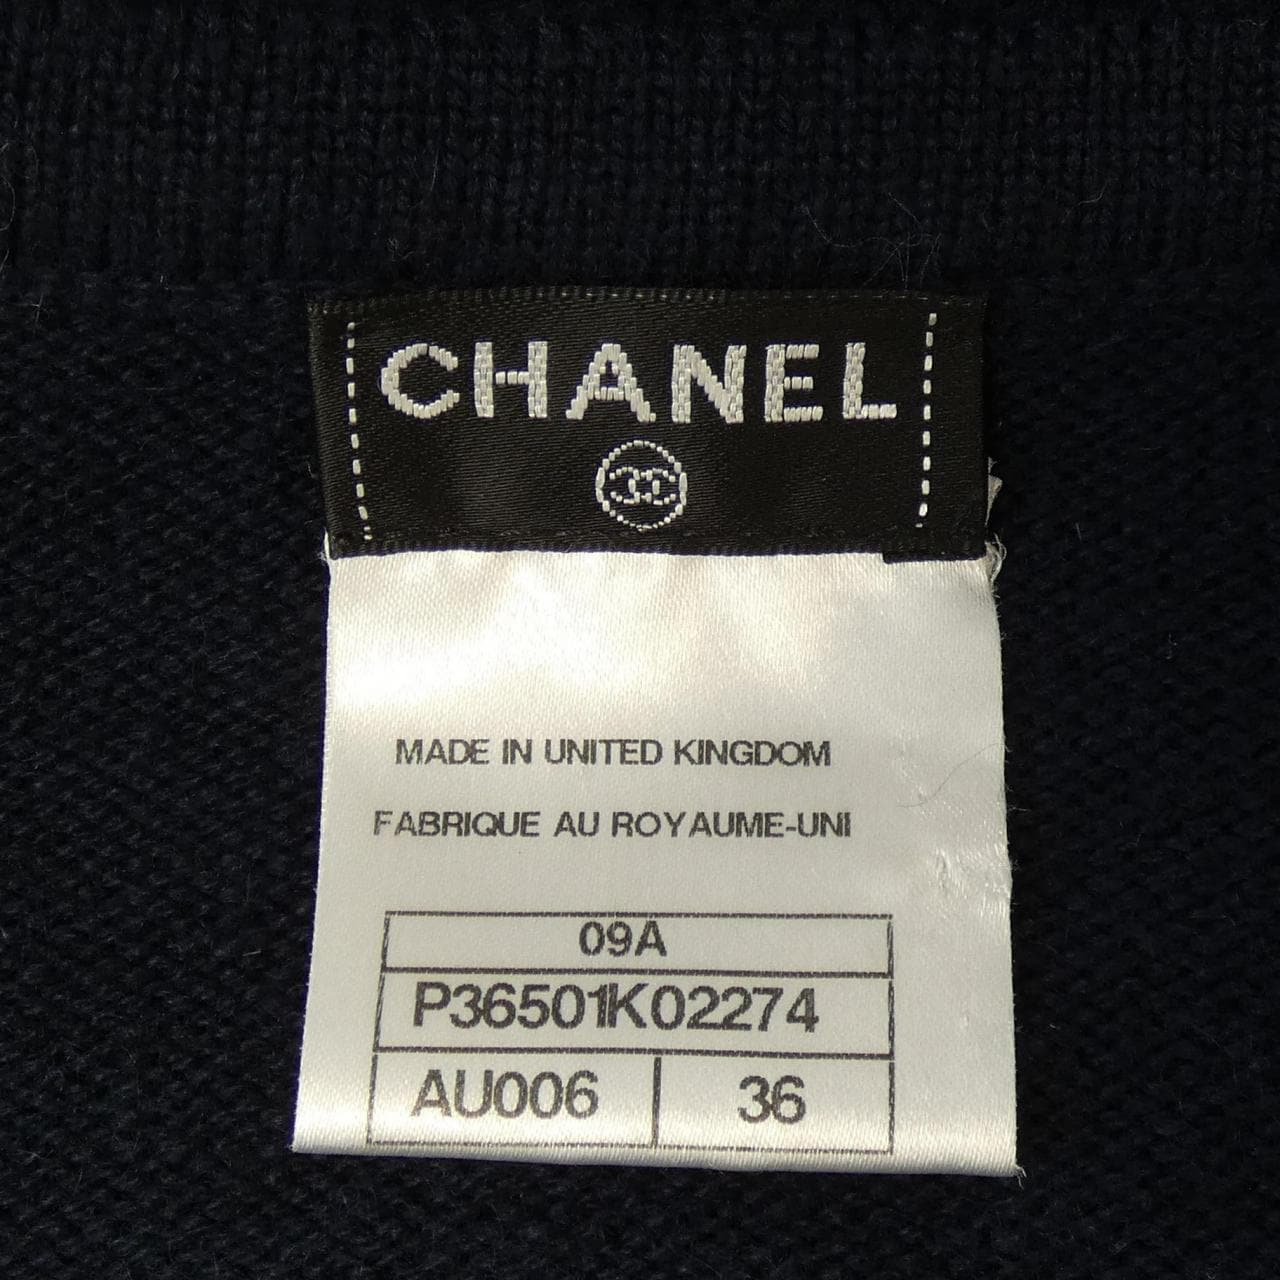 CHANEL
MADE IN UNITED KINGDOM
FABRIQUE AU ROYAUME-UNI
09A
P36501K02274
AU006 36